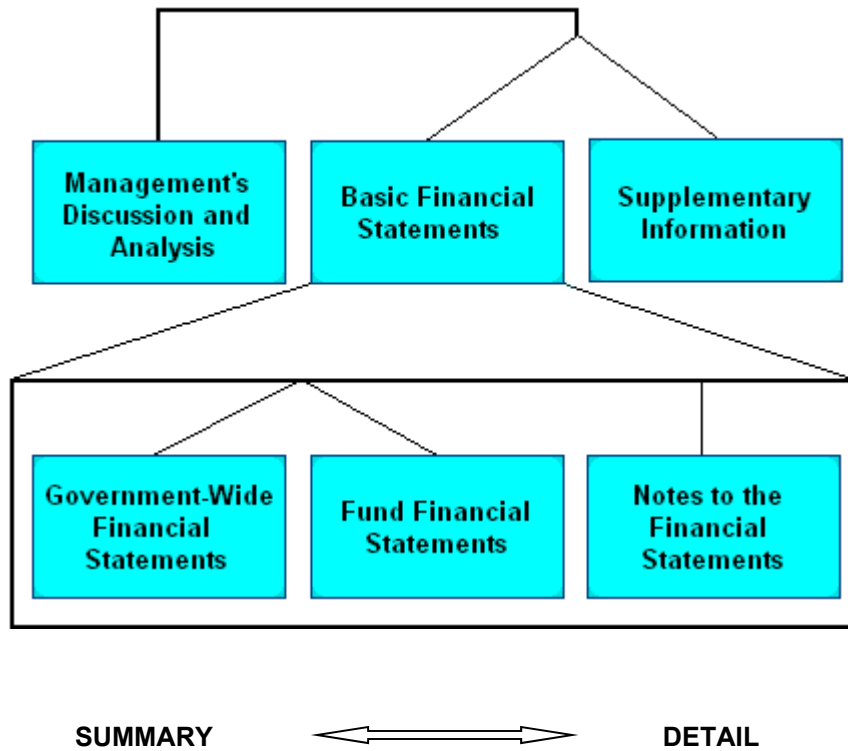 Management's
Discussion and
Analysis
Basic Financial
Statements
Supplementary
Information
Government-Wide
Financial
Statements
Fund Financial
Statements
Notes to the
Financial
Statements
SUMMARY
DETAIL